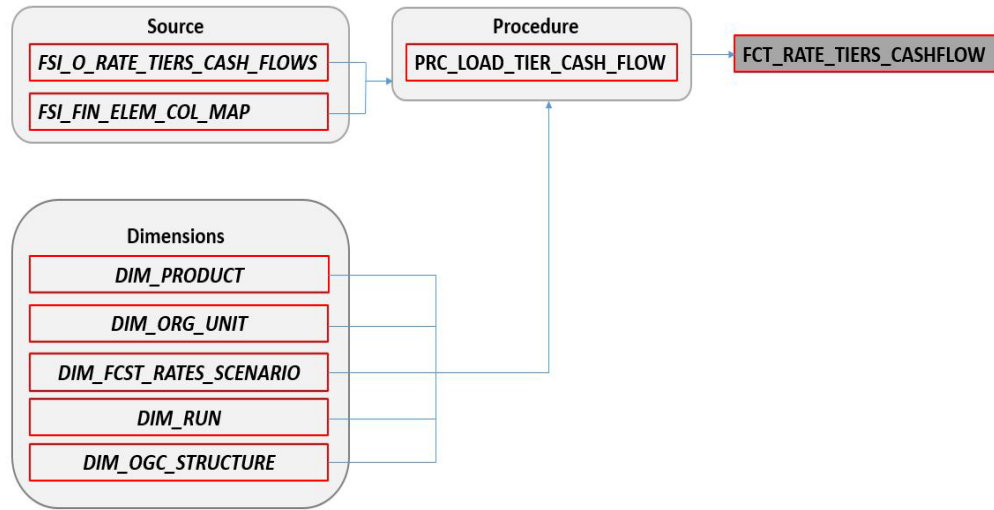 Source
FSI_O_RATE_TIERS_CASH_FLOWS
FSI_FIN_ELEM_COL_MAP
Procedure
PRC_LOAD_TIER_CASH_FLOW
FCT_RATE_TIERS_CASHFLOW
Dimensions
DIM_PRODUCT
DIM_ORG_UNIT
DIM_FCST_RATES_SCENARIO
DIM_RUN
DIM_OGC_STRUCTURE